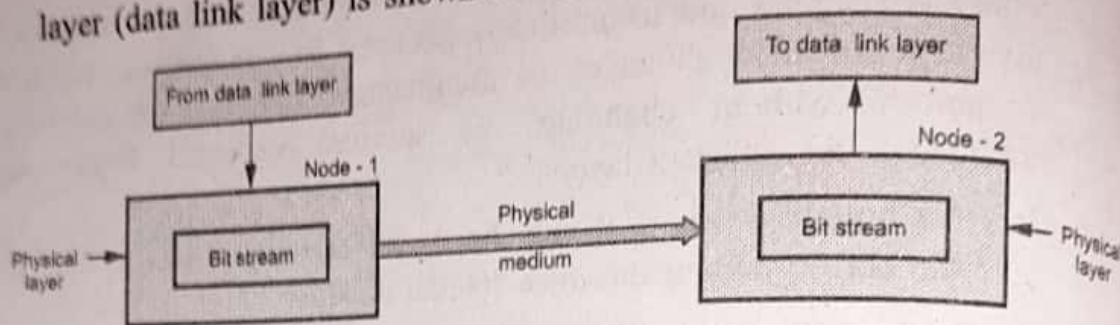 layer (data link layer) is
To data link layer
From data link layer
Node - 1
Node - 2
Physical
medium
Bit stream
Bit stream
Physical
layer
Physical
layer